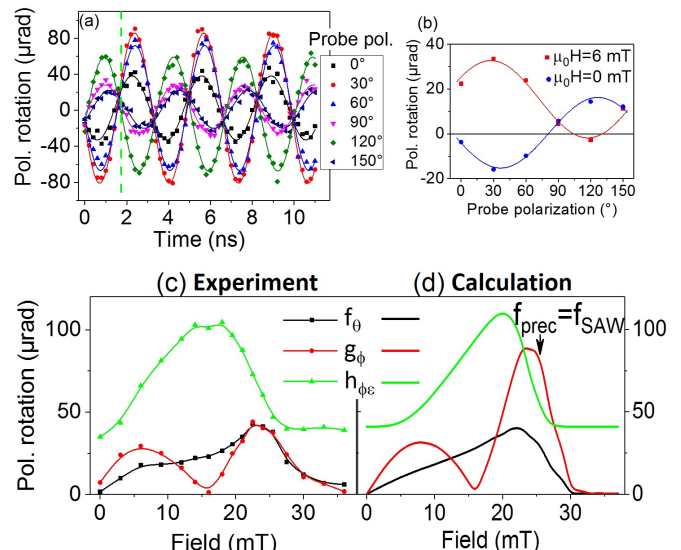 (a)
Pol. rotation (µrad)
80
40
0
-40
-80
0 2 4 6 8 10
Time (ns)
Probe pol.
0°
30°
60°
90°
120°
150°
(b)
Pol. rotation (µrad)
40
20
0
-20
µ₀H=6 mT
µ₀H=0 mT
0 30 60 90 120 150
Probe polarization (°)
(c) Experiment
Pol. rotation (µrad)
100
50
0
0 10 20 30
Field (mT)
fθ
gϕ
hϕε
(d) Calculation
fprec=fSAW
100
50
0
0 10 20 30
Field (mT)